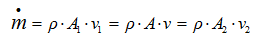 ṁ = ρ · A₁ · v₁ = ρ · A · v = ρ · A₂ · v₂